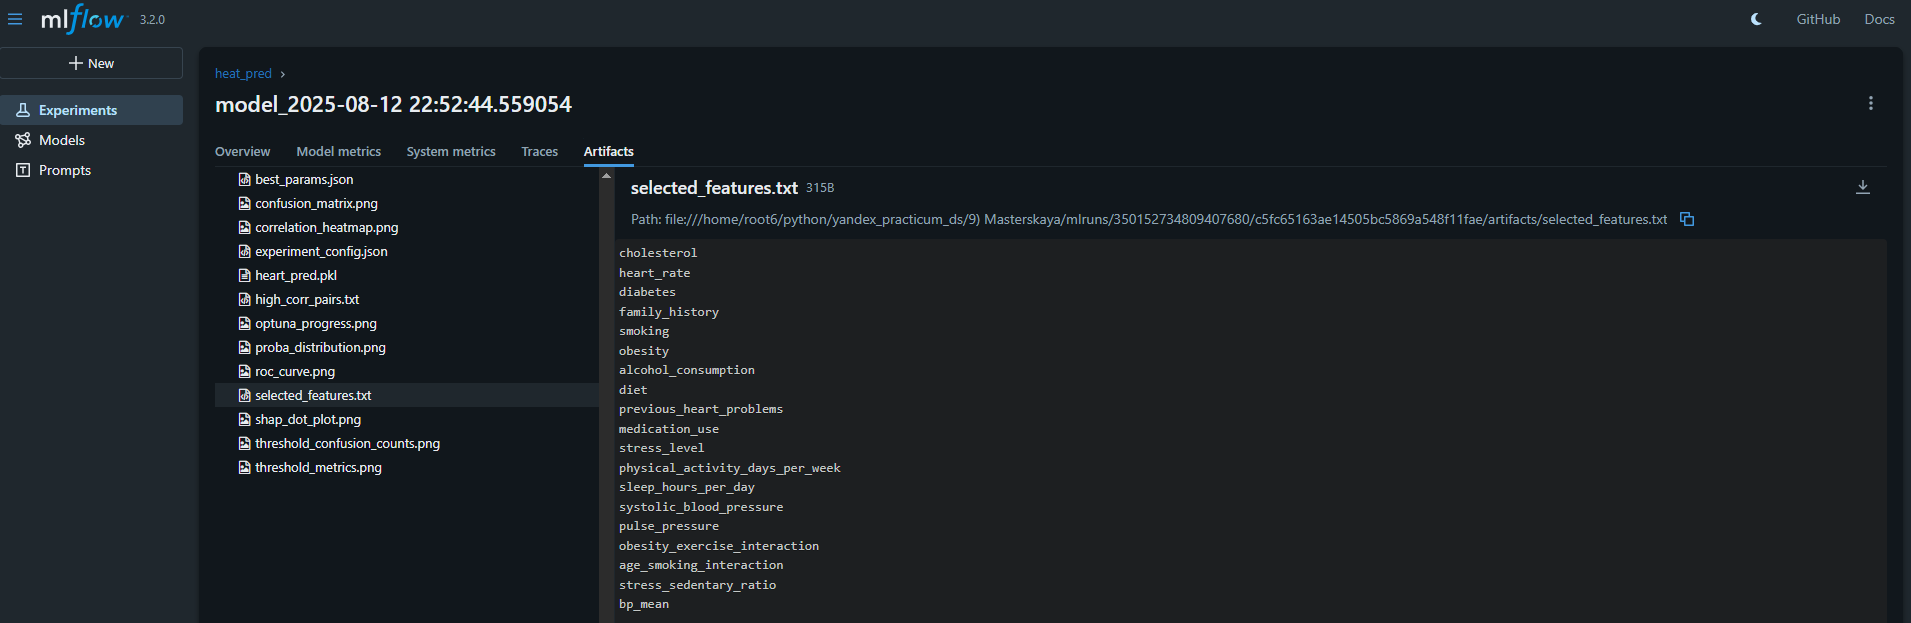 mlflow 3.2.0
GitHub Docs
New
Experiments
Models
Prompts
heat_pred
model_2025-08-12 22:52:44.559054
Overview Model metrics System metrics Traces Artifacts
best_params.json
confusion_matrix.png
correlation_heatmap.png
experiment_config.json
heart_pred.pkl
high_corr_pairs.txt
optuna_progress.png
proba_distribution.png
roc_curve.png
selected_features.txt
shap_dot_plot.png
threshold_confusion_counts.png
threshold_metrics.png
selected_features.txt 315B
Path: file:///home/root6/python/yandex_practicum_ds/9) Masterskaya/mlruns/350152734809407680/c5fc65163ae14505bc5869a548f11fae/artifacts/selected_features.txt
cholesterol
heart_rate
diabetes
family_history
smoking
obesity
alcohol_consumption
diet
previous_heart_problems
medication_use
stress_level
physical_activity_days_per_week
sleep_hours_per_day
systolic_blood_pressure
pulse_pressure
obesity_exercise_interaction
age_smoking_interaction
stress_sedentary_ratio
bp_mean